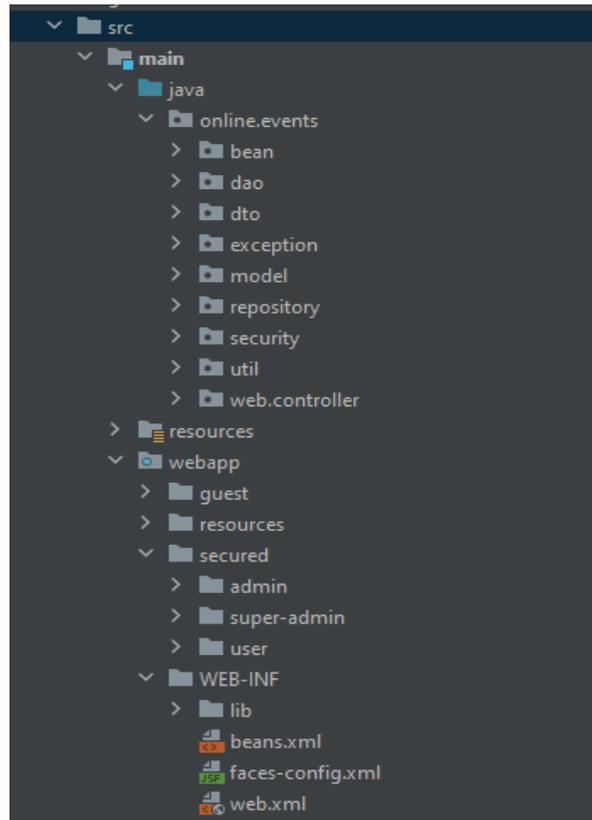 src
main
java
online.events
bean
dao
dto
exception
model
repository
security
util
web.controller
resources
webapp
guest
resources
secured
admin
super-admin
user
WEB-INF
lib
beans.xml
JSF faces-config.xml
web.xml